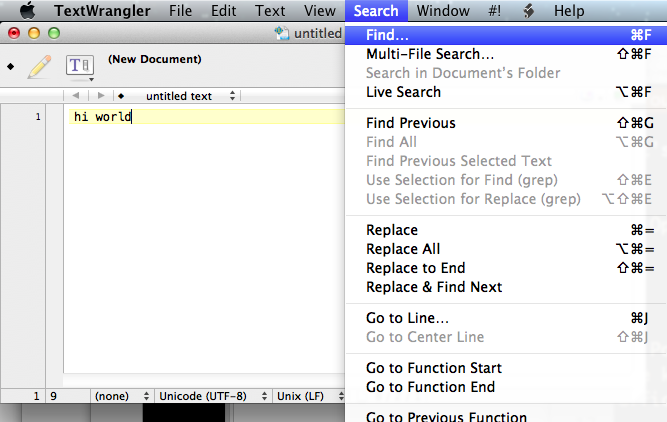 TextWrangler File Edit Text View Search Window #! Help
untitled
(New Document)
T
untitled text
1 hi world
1 9 (none) Unicode (UTF-8) Unix (LF)
Find... ⌘F
Multi-File Search... ⇧⌘F
Search in Document's Folder
Live Search ⌥⌘F
Find Previous ⇧⌘G
Find All ⌥⌘G
Find Previous Selected Text
Use Selection for Find (grep) ⇧⌘E
Use Selection for Replace (grep) ⌥⇧⌘E
Replace ⌘=
Replace All ⌥⌘=
Replace to End ⇧⌘=
Replace & Find Next
Go to Line... ⌘J
Go to Center Line ⇧⌘J
Go to Function Start
Go to Function End
Go to Previous Function